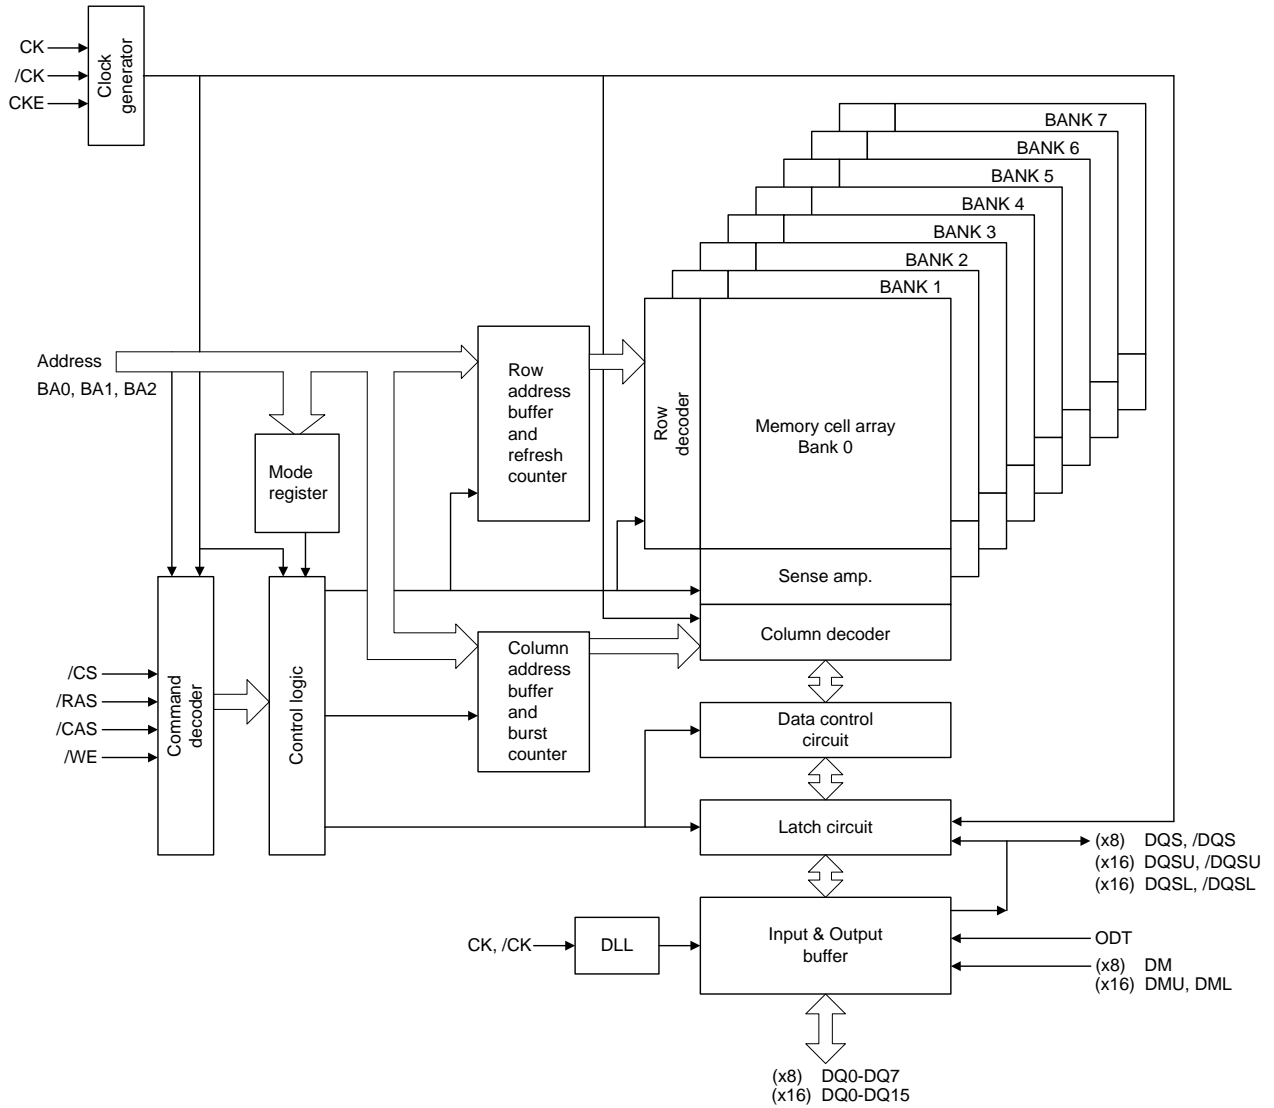 CK
/CK
CKE
Clock
generator
BANK 7
BANK 6
BANK 5
BANK 4
BANK 3
BANK 2
BANK 1
Address
BA0, BA1, BA2
Mode
register
Row
address
buffer
and
refresh
counter
Row
decoder
Memory cell array
Bank 0
Sense amp.
Column decoder
/CS
/RAS
/CAS
/WE
Command
decoder
Control logic
Column
address
buffer
and
burst
counter
Data control
circuit
Latch circuit
(x8) DQS, /DQS
(x16) DQSU, /DQSU
(x16) DQSL, /DQSL
CK, /CK
DLL
Input & Output
buffer
ODT
(x8) DM
(x16) DMU, DML
(x8) DQ0-DQ7
(x16) DQ0-DQ15